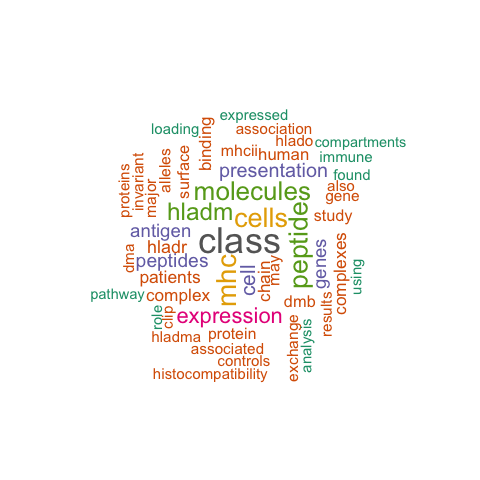 expressed
loading
association
binding
hlado
compartments
mhcii
human
immune
proteins
invariant
major
alleles
surface
presentation
found
molecules
also
gene
hladm
cells
peptides
study
antigen
class
hladr
dma
peptides
mhc
cell
chain
may
genes
complexes
using
patients
pathway
complex
dmb
role
clip
expression
results
hladma
protein
exchange
analysis
associated
controls
histocompatibility